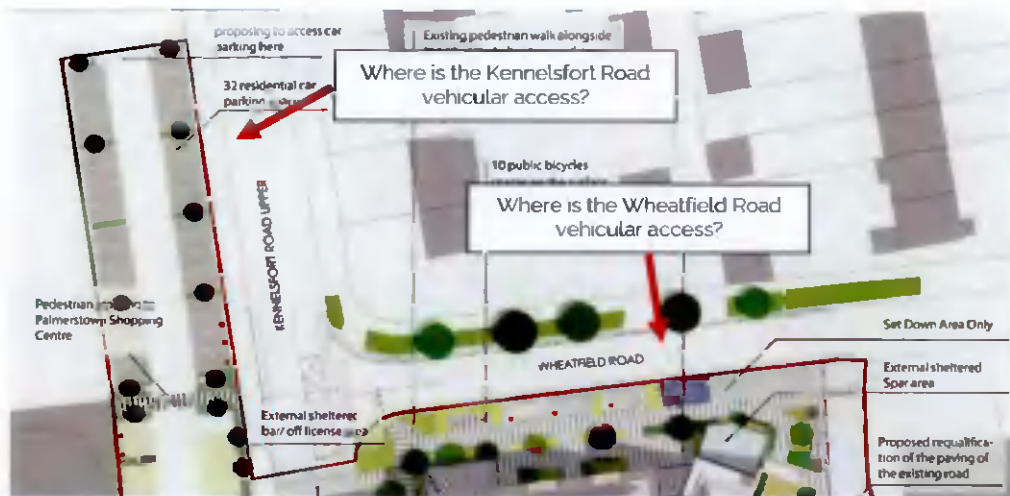 proposing to access car
parking here
Existing pedestrian walk alongside
Where is the Kennelsfort Road
vehicular access?
32 residential car
parking
10 public bicycles
Where is the Wheatfield Road
vehicular access?
KENNELSFORT ROAD UPPER
Pedestrian
Palmerstown Shopping
Centre
WHEATFIELD ROAD
Set Down Area Only
External sheltered
Spar area
External sheltered
bar/ off license area
Proposed requalifica-
tion of the paving of
the existing road